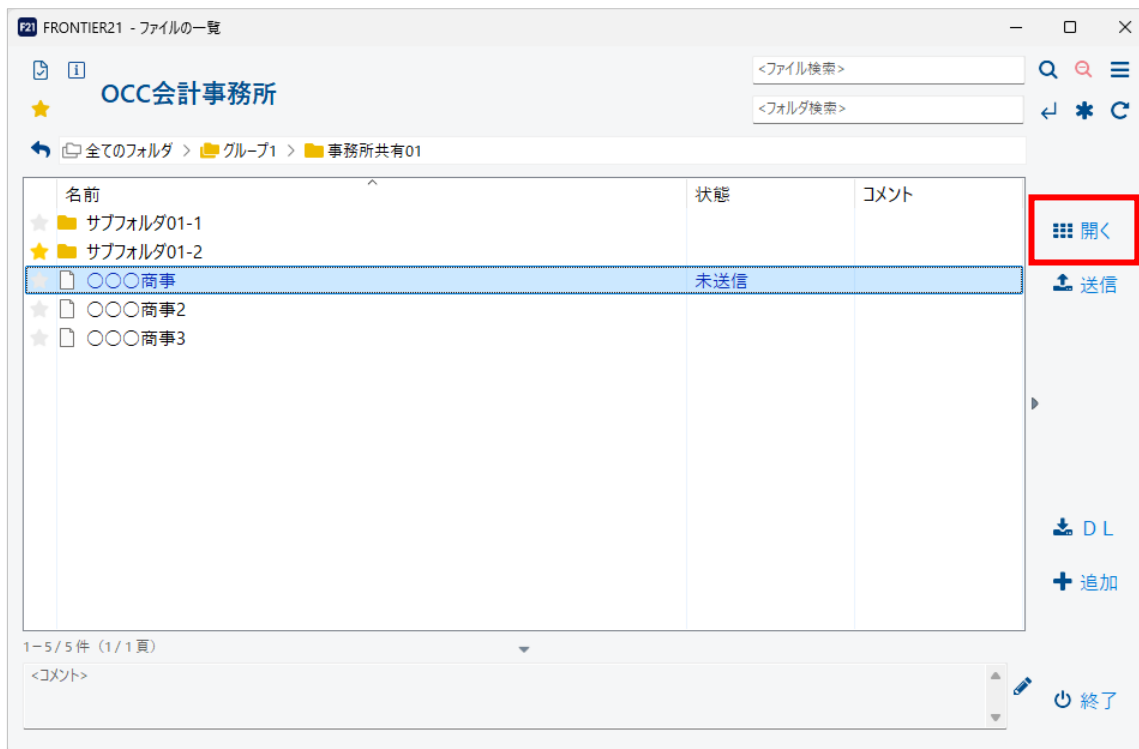 F21 FRONTIER21 - ファイルの一覧
<ファイル検索>
OCC会計事務所
<フォルダ検索>
全てのフォルダ > グループ1 > 事務所共有01
名前 状態 コメント
サブフォルダ01-1
開く
サブフォルダ01-2
〇〇〇商事 未送信
送信
〇〇〇商事2
〇〇〇商事3
DL
追加
1-5/5件 (1/1頁)
<コメント>
終了